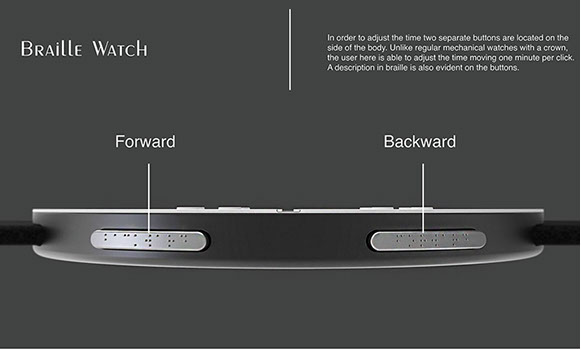 Braille Watch
In order to adjust the time two separate buttons are located on the
side of the body. Unlike regular mechanical watches with a crown,
the user here is able to adjust the time moving one minute per click.
A description in braille is also evident on the buttons.
Forward
Backward